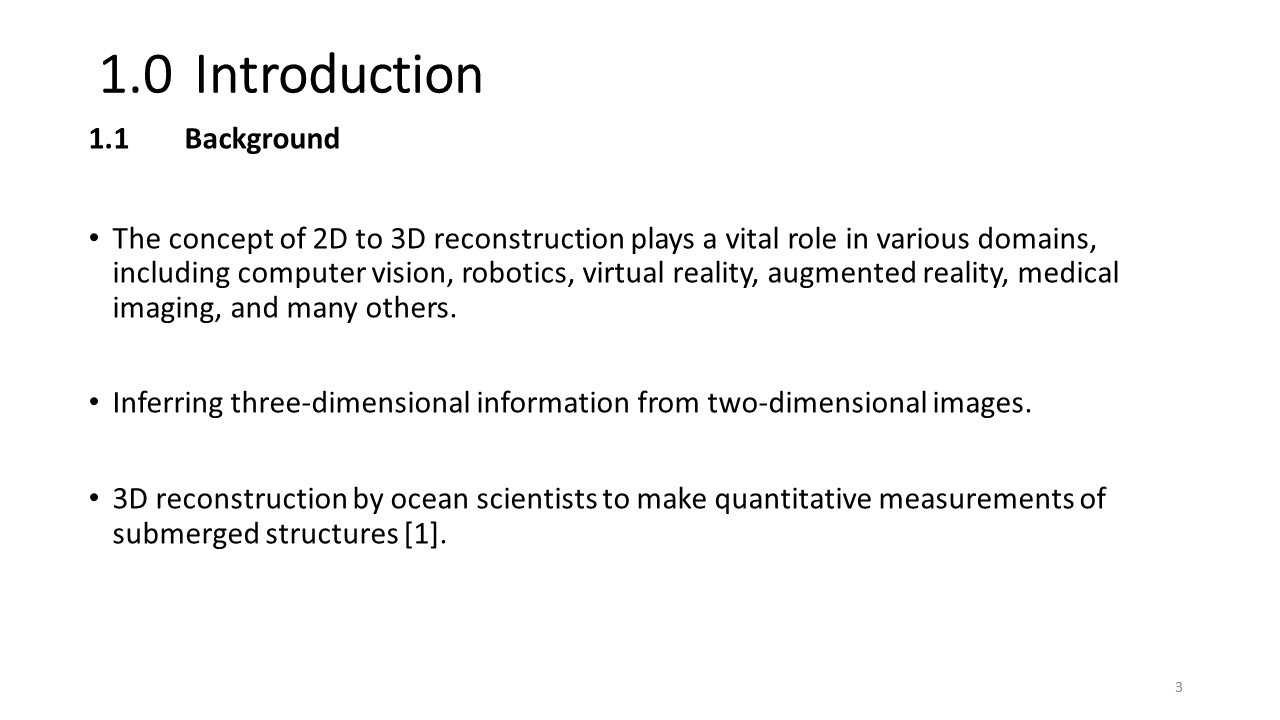 1.0 Introduction
1.1 Background
• The concept of 2D to 3D reconstruction plays a vital role in various domains,
including computer vision, robotics, virtual reality, augmented reality, medical
imaging, and many others.
• Inferring three-dimensional information from two-dimensional images.
• 3D reconstruction by ocean scientists to make quantitative measurements of
submerged structures [1].
3